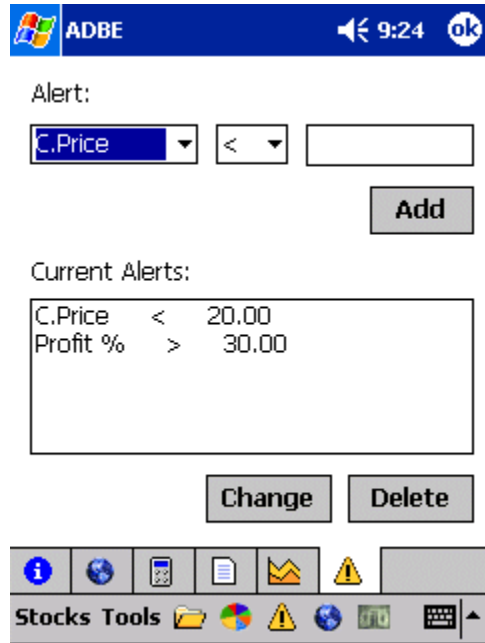 ADBE 9:24 ok
Alert:
C.Price <
Add
Current Alerts:
C.Price < 20.00
Profit % > 30.00
Change Delete
Stocks Tools